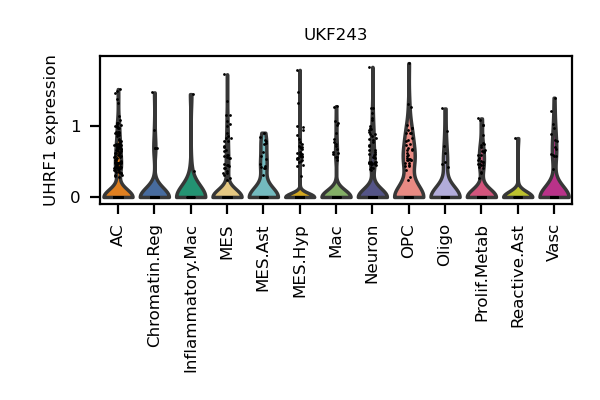 UKF243
UHRF1 expression
1
0
AC
Chromatin.Reg
Inflammatory.Mac
MES
MES.Ast
MES.Hyp
Mac
Neuron
OPC
Oligo
Prolif.Metab
Reactive.Ast
Vasc